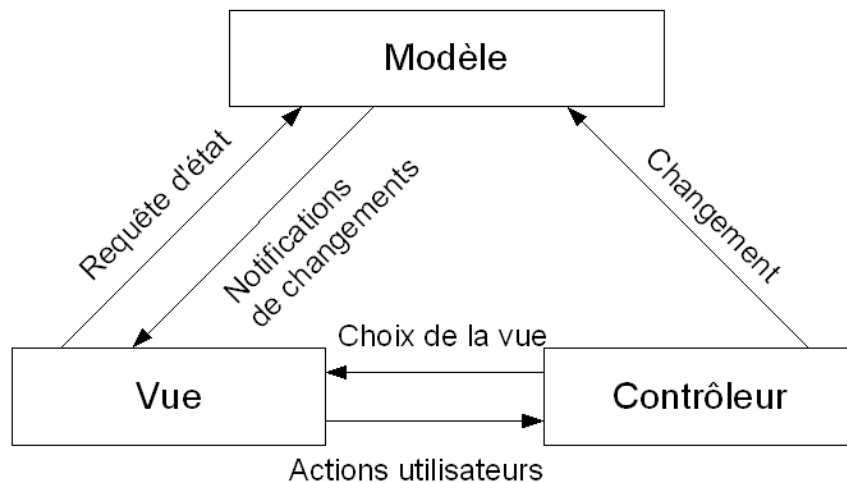 Modèle
Requête d'état
Notifications
de changements
Changement
Choix de la vue
Vue
Contrôleur
Actions utilisateurs